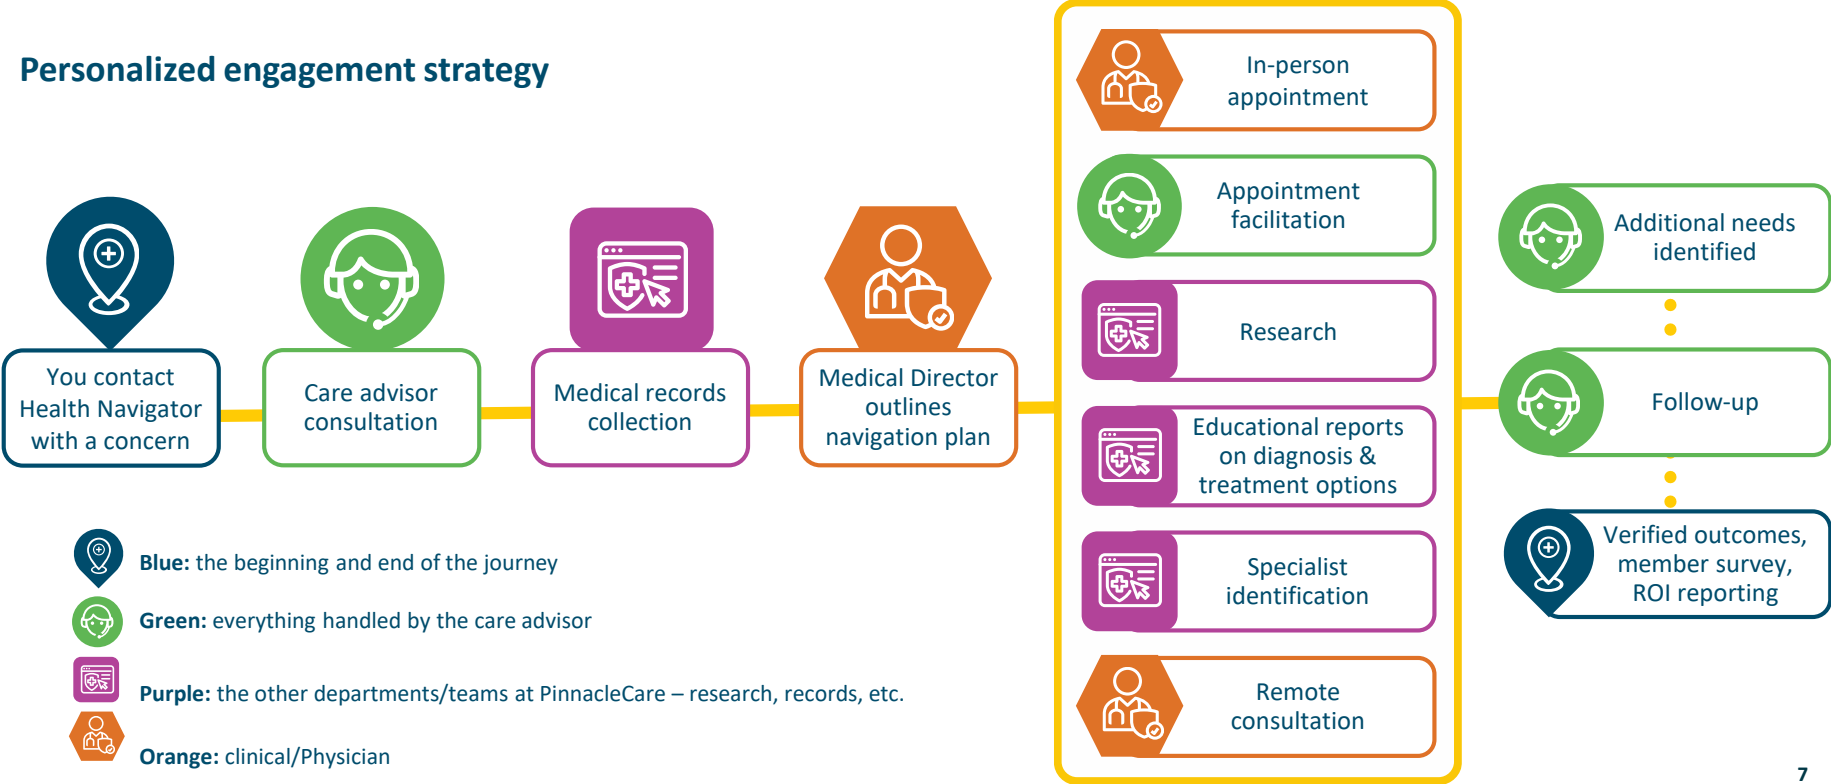 Personalized engagement strategy
You contact
Health Navigator
with a concern
Care advisor
consultation
Medical records
collection
Medical Director
outlines
navigation plan
In-person
appointment
Appointment
facilitation
Research
Educational reports
on diagnosis &
treatment options
Specialist
identification
Remote
consultation
Additional needs
identified
Follow-up
Verified outcomes,
member survey,
ROI reporting
Blue: the beginning and end of the journey
Green: everything handled by the care advisor
Purple: the other departments/teams at PinnacleCare – research, records, etc.
Orange: clinical/Physician
7